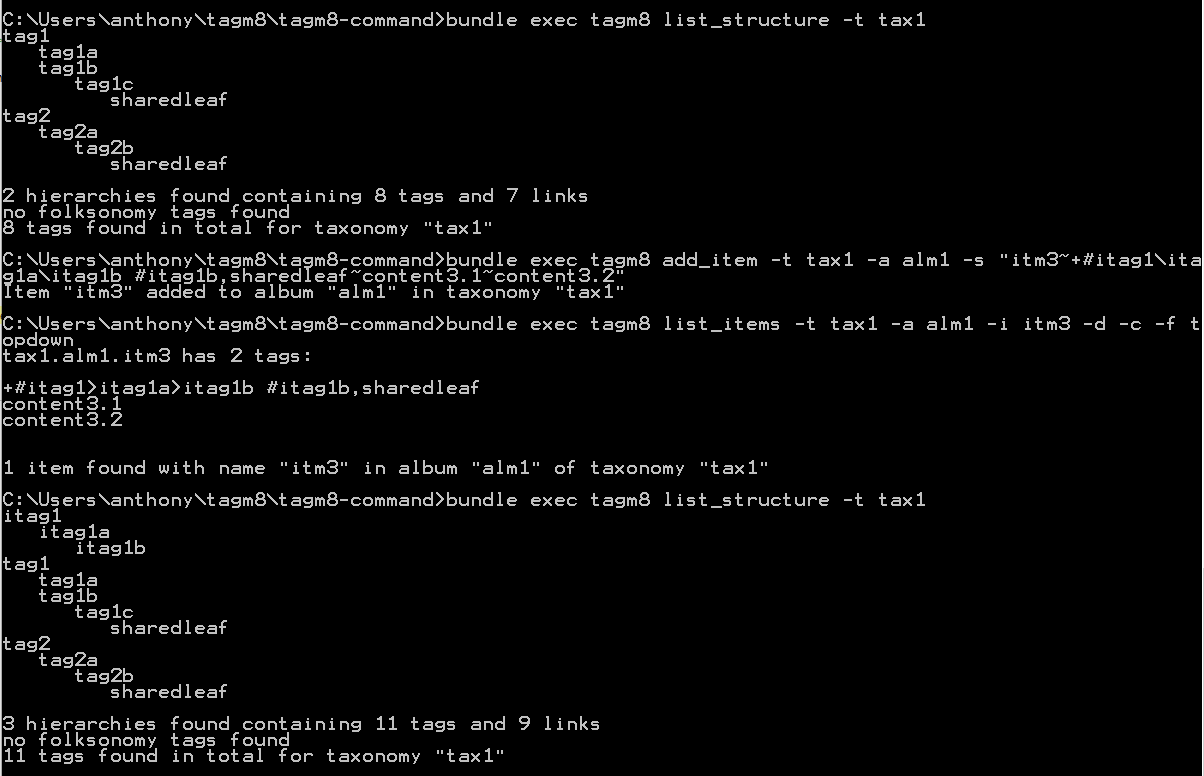 C:\Users\anthony\tagm8\tagm8-command>bundle exec tagm8 list_structure -t tax1
tag1
   tag1a
   tag1b
      tag1c
         sharedleaf
tag2
   tag2a
      tag2b
         sharedleaf
2 hierarchies found containing 8 tags and 7 links
no folksonomy tags found
8 tags found in total for taxonomy "tax1"
C:\Users\anthony\tagm8\tagm8-command>bundle exec tagm8 add_item -t tax1 -a alm1 -s "itm3~+#itag1\ita
g1a\itag1b #itag1b,sharedleaf~content3.1~content3.2"
Item "itm3" added to album "alm1" in taxonomy "tax1"
C:\Users\anthony\tagm8\tagm8-command>bundle exec tagm8 list_items -t tax1 -a alm1 -i itm3 -d -c -f t
opdown
tax1.alm1.itm3 has 2 tags:
+#itag1>itag1a>itag1b #itag1b,sharedleaf
content3.1
content3.2
1 item found with name "itm3" in album "alm1" of taxonomy "tax1"
C:\Users\anthony\tagm8\tagm8-command>bundle exec tagm8 list_structure -t tax1
itag1
   itag1a
      itag1b
tag1
   tag1a
   tag1b
      tag1c
         sharedleaf
tag2
   tag2a
      tag2b
         sharedleaf
3 hierarchies found containing 11 tags and 9 links
no folksonomy tags found
11 tags found in total for taxonomy "tax1"